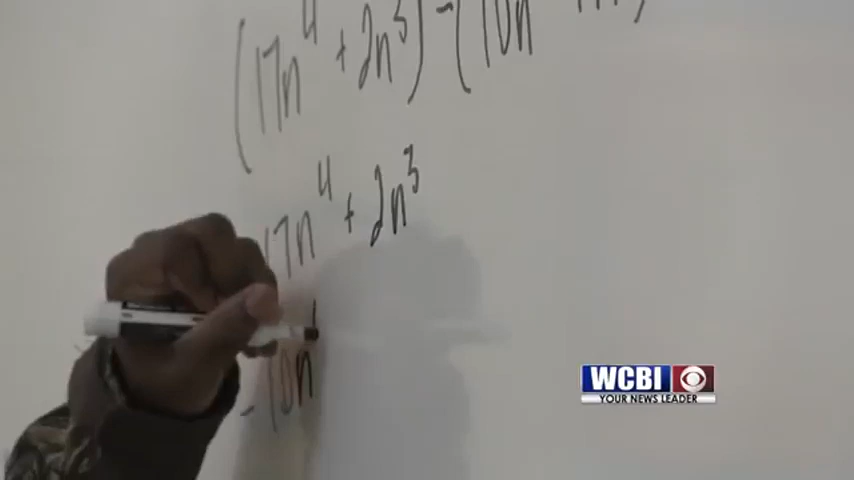 (17n⁴ + 2n³) - (10n
17n⁴ + 2n³
- 10n
WCBI
YOUR NEWS LEADER